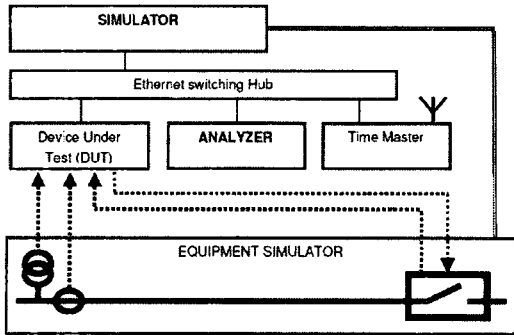 SIMULATOR
Ethernet switching Hub
Device Under
Test (DUT)
ANALYZER
Time Master
EQUIPMENT SIMULATOR